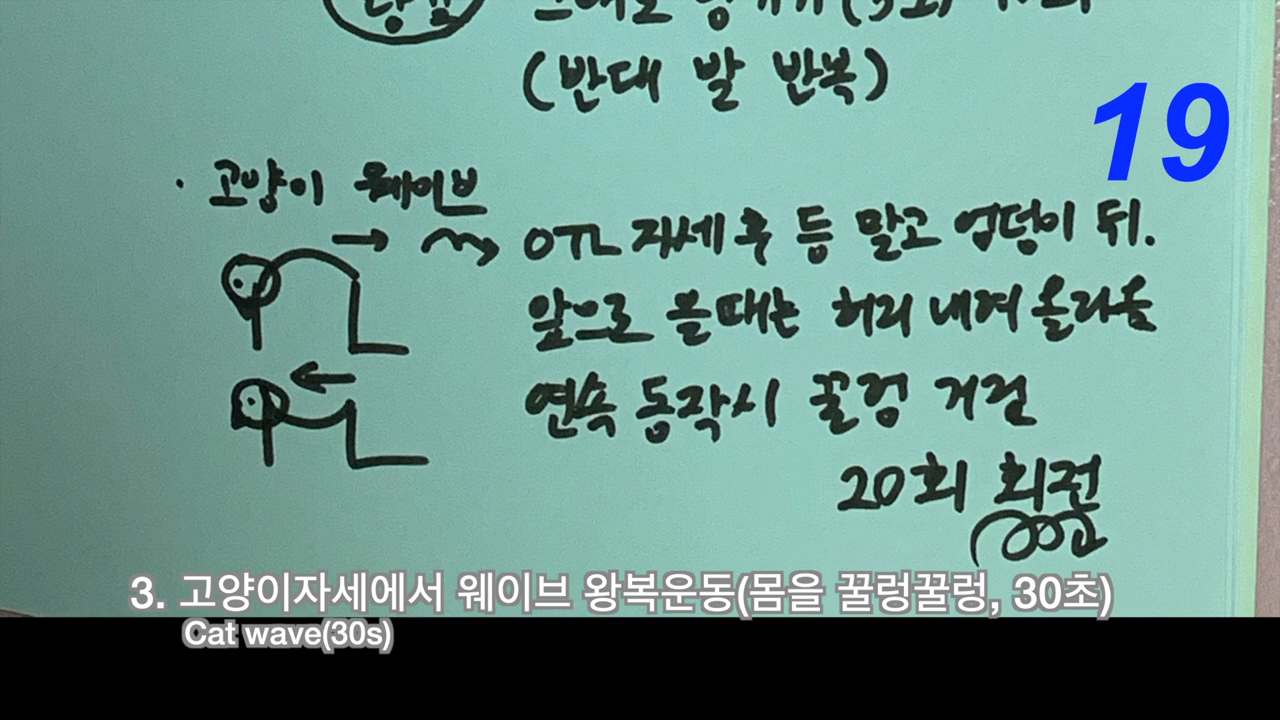 (반대 발 반복)
19
· 고양이 웨이브
OTL 자세 후 등 말고 엉덩이 뒤.
앞으로 올때는 허리 내려 올라옴
연속 동작시 꿀렁 거림
20회 회전
3. 고양이자세에서 웨이브 왕복운동(몸을 꿀렁꿀렁, 30초)
Cat wave(30s)